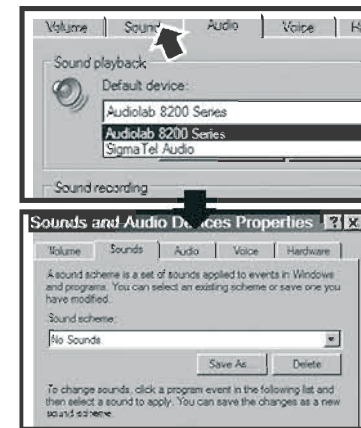 Volume Sounds Audio Voice H
Sound playback
Default device:
Audiolab 8200 Series
Audiolab 8200 Series
SigmaTel Audio
Sound recording
Sounds and Audio Devices Properties ? X
Volume Sounds Audio Voice Hardware
A sound scheme is a set of sounds applied to events in Windows
and programs. You can select an existing scheme or save one you
have modified.
Sound scheme:
No Sounds
Save As... Delete
To change sounds, click a program event in the following list and
then select a sound to apply. You can save the changes as a new
sound scheme.